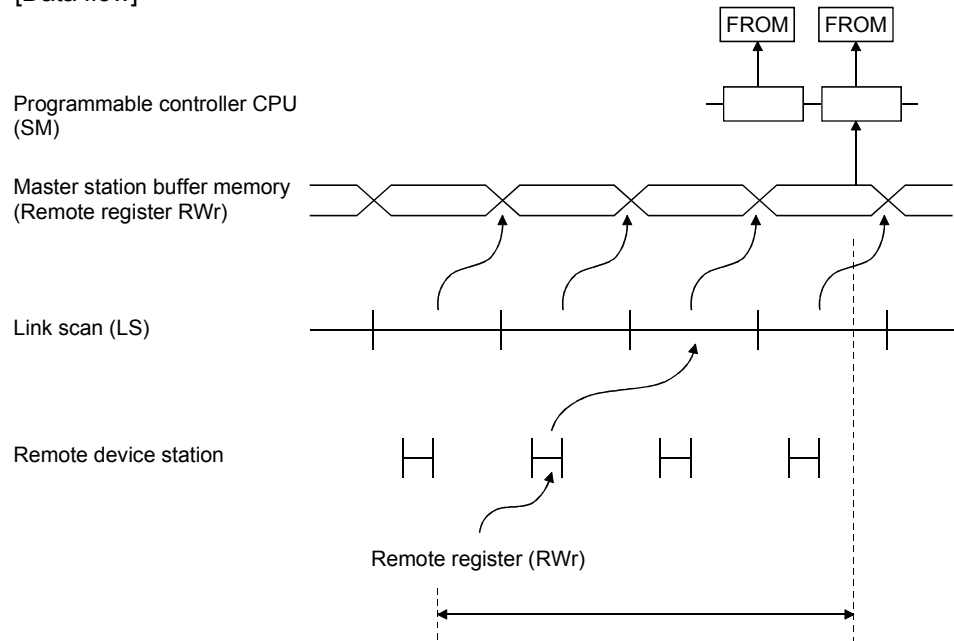 [Data flow]
FROM FROM
Programmable controller CPU
(SM)
Master station buffer memory
(Remote register RWr)
Link scan (LS)
Remote device station
Remote register (RWr)